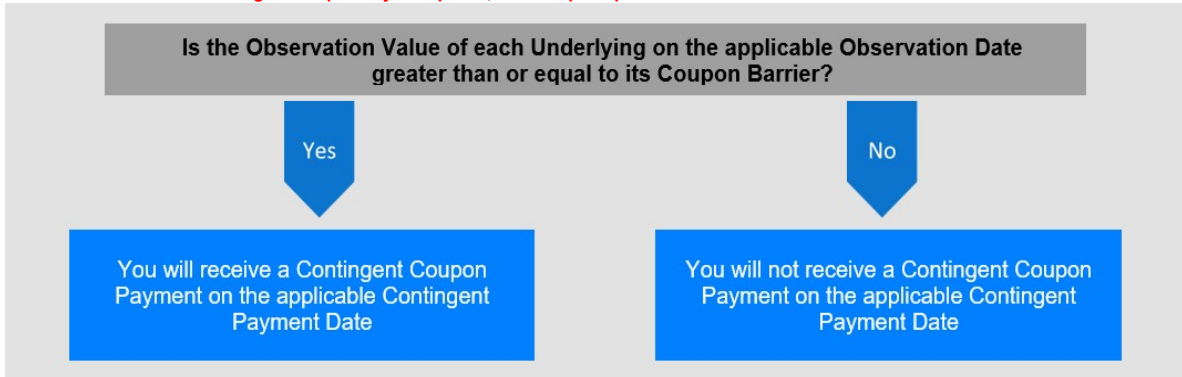 Is the Observation Value of each Underlying on the applicable Observation Date
greater than or equal to its Coupon Barrier?
Yes
No
You will receive a Contingent Coupon
Payment on the applicable Contingent
Payment Date
You will not receive a Contingent Coupon
Payment on the applicable Contingent
Payment Date